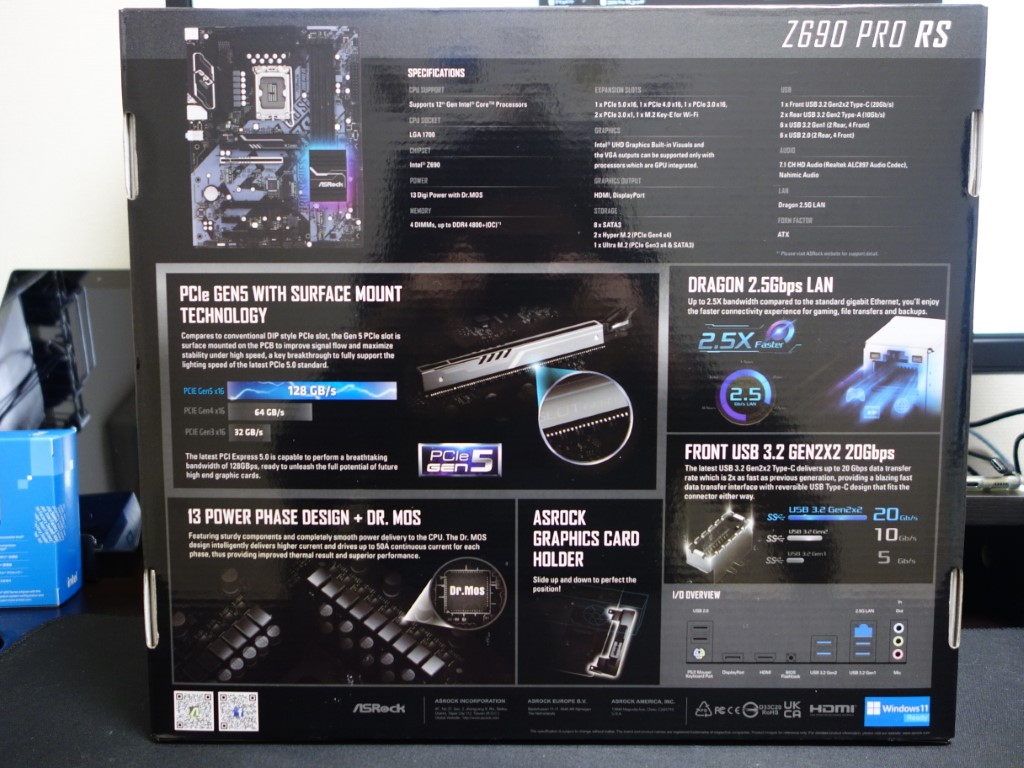 Z690 PRO RS
SPECIFICATIONS
CPU SUPPORT
Supports 12th Gen Intel® Core™ Processors
CPU SOCKET
LGA 1700
CHIPSET
Intel® Z690
POWER
13 Digi Power with Dr.MOS
MEMORY
4 DIMMs, up to DDR4 4800+(OC)*1
EXPANSION SLOTS
1 x PCIe 5.0 x16, 1 x PCIe 4.0 x16, 1 x PCIe 3.0 x16,
2 x PCIe 3.0 x1, 1 x M.2 Key-E for Wi-Fi
GRAPHICS
Intel® UHD Graphics Built-in Visuals and
the VGA outputs can be supported only with
processors which are GPU integrated.
GRAPHICS OUTPUT
HDMI, DisplayPort
STORAGE
8 x SATA3
2 x Hyper M.2 (PCIe Gen4 x4)
1 x Ultra M.2 (PCIe Gen3 x4 & SATA3)
USB
1 x Front USB 3.2 Gen2x2 Type-C (20Gb/s)
2 x Rear USB 3.2 Gen2 Type-A (10Gb/s)
6 x USB 3.2 Gen1 (2 Rear, 4 Front)
6 x USB 2.0 (2 Rear, 4 Front)
AUDIO
7.1 CH HD Audio (Realtek ALC897 Audio Codec),
Nahimic Audio
LAN
Dragon 2.5G LAN
FORM FACTOR
ATX
*1 Please visit ASRock website for support detail
ASRock
PCIe GEN5 WITH SURFACE MOUNT
TECHNOLOGY
Compares to conventional DIP style PCIe slot, the Gen 5 PCIe slot is
surface mounted on the PCB to improve signal flow and maximize
stability under high speed, a key breakthrough to fully support the
lighting speed of the latest PCIe 5.0 standard.
PCIE Gen5 x16 128 GB/s
PCIE Gen4 x16 64 GB/s
PCIE Gen3 x16 32 GB/s
The latest PCI Express 5.0 is capable to perform a breathtaking
bandwidth of 128GBps, ready to unleash the full potential of future
high end graphic cards.
PCIe
GEN5
DRAGON 2.5Gbps LAN
Up to 2.5X bandwidth compared to the standard gigabit Ethernet, you'll enjoy
the faster connectivity experience for gaming, file transfers and backups.
2.5X Faster
2.5
Gb/s LAN
FRONT USB 3.2 GEN2X2 20Gbps
The latest USB 3.2 Gen2x2 Type-C delivers up to 20 Gbps data transfer
rate which is 2x as fast as previous generation, providing a blazing fast
data transfer interface with reversible USB Type-C design that fits the
connector either way.
USB 3.2 Gen2x2 20 Gb/s
USB 3.2 Gen2 10 Gb/s
USB 3.2 Gen1 5 Gb/s
13 POWER PHASE DESIGN + DR. MOS
Featuring sturdy components and completely smooth power delivery to the CPU. The Dr. MOS
design intelligently delivers higher current and drives up to 50A continuous current for each
phase, thus providing improved thermal result and superior performance.
Dr.Mos
ASROCK
GRAPHICS CARD
HOLDER
Slide up and down to perfect the
position!
I/O OVERVIEW
USB 2.0
2.5G LAN
In
Out
PS/2 Mouse/
Keyboard Port
DisplayPort
HDMI
BIOS
Flashback
USB 3.2 Gen2
USB 3.2 Gen1
Mic
ASRock
ASROCK INCORPORATION
ASROCK EUROPE B.V.
ASROCK AMERICA, INC.
RoHS
UK
CA
HDMI
Windows 11
Ready
intel